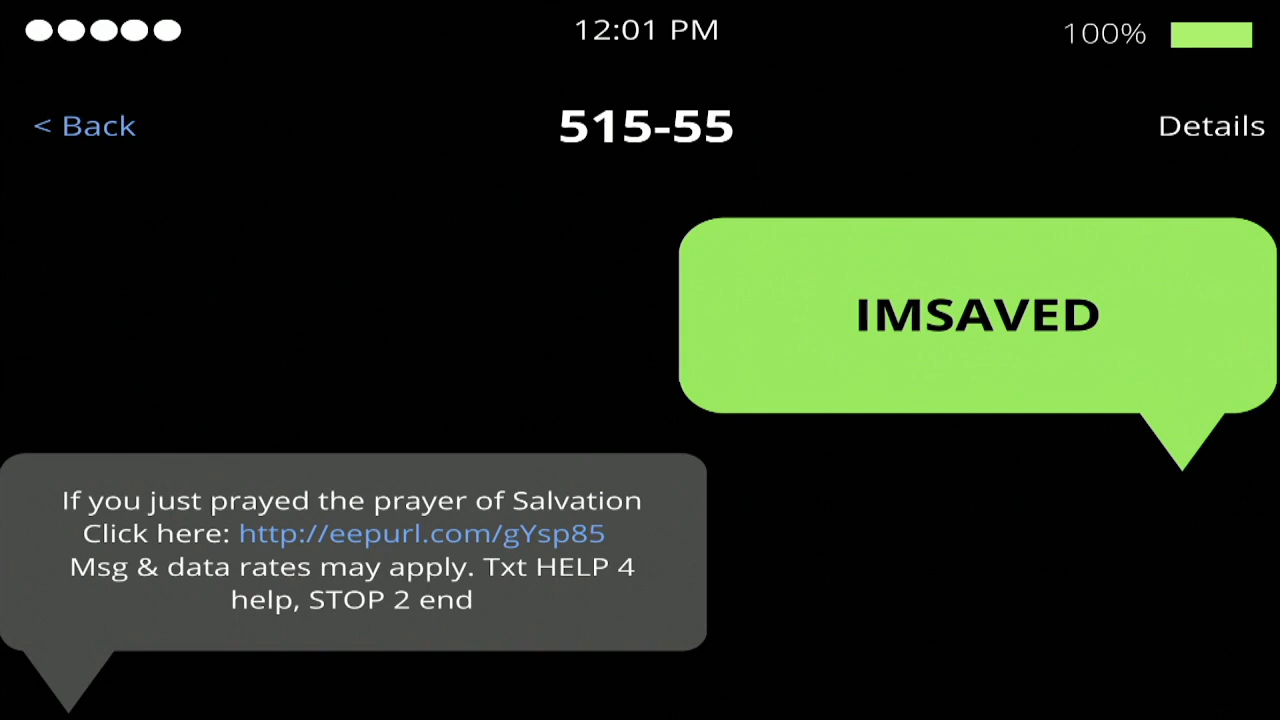 12:01 PM
100%
< Back
515-55
Details
IMSAVED
If you just prayed the prayer of Salvation
Click here: http://eepurl.com/gYsp85
Msg & data rates may apply. Txt HELP 4
help, STOP 2 end